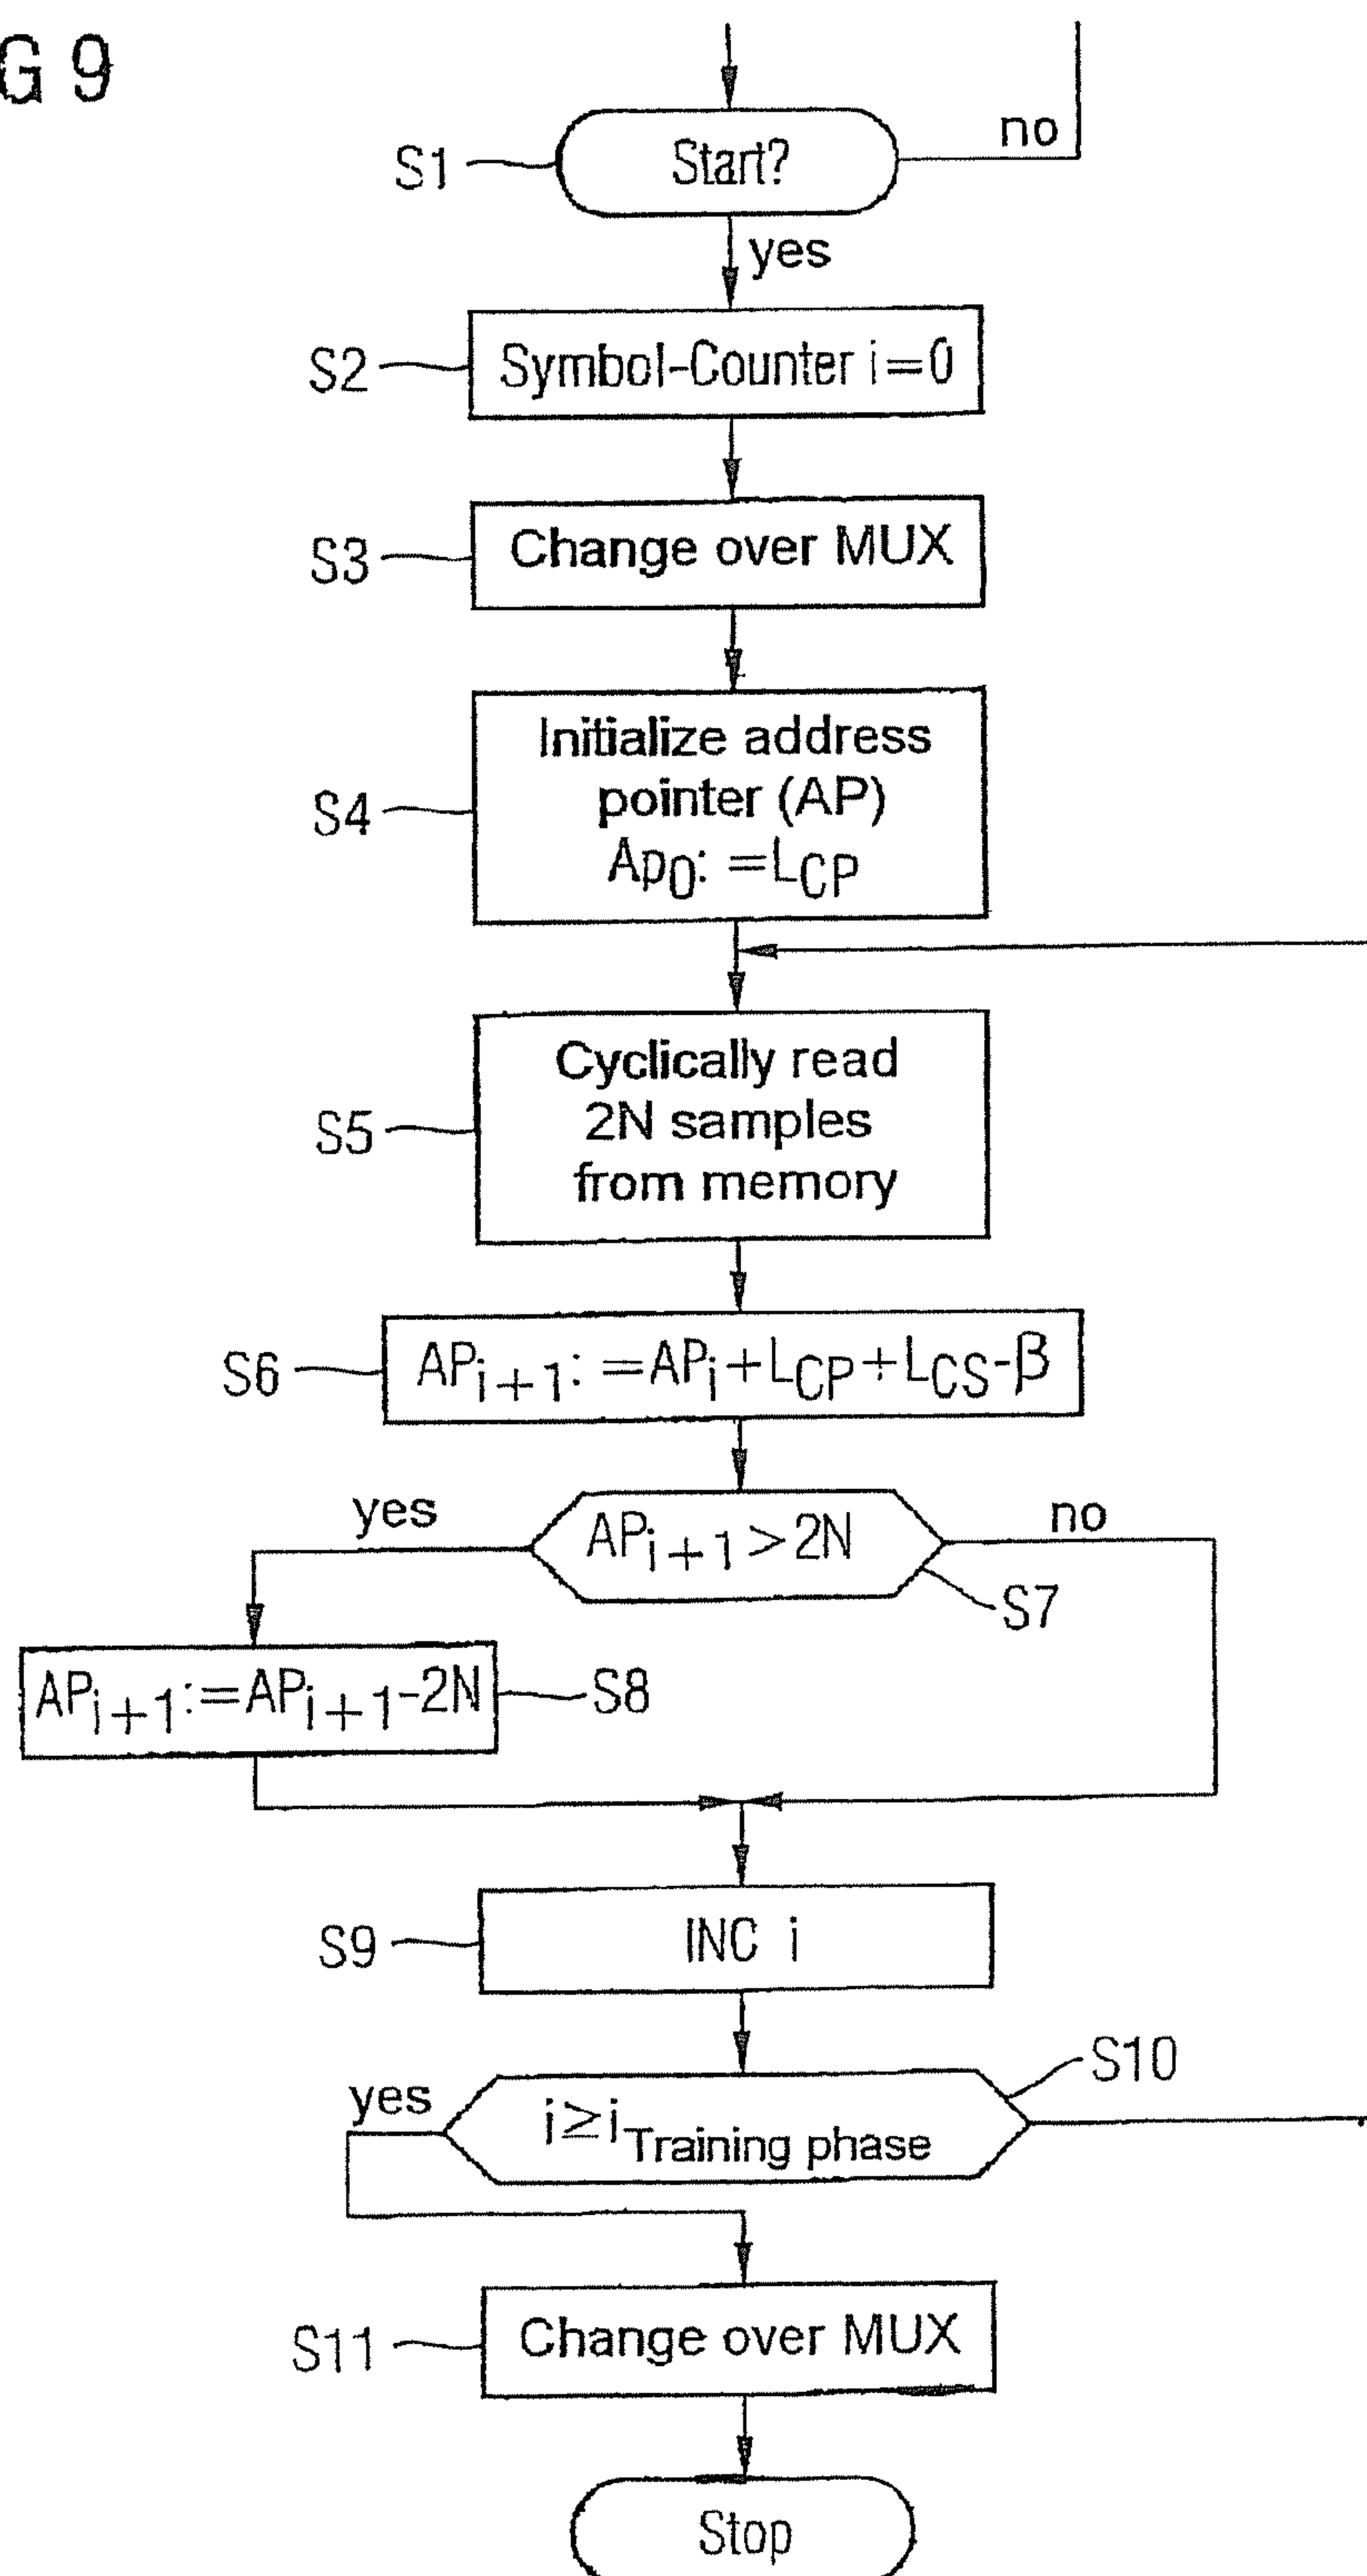 G 9
no
S1
Start?
yes
S2
Symbol-Counter i=0
S3
Change over MUX
S4
Initialize address
pointer (AP)
Ap0: =LCP
S5
Cyclically read
2N samples
from memory
S6
APi+1: =APi+LCP+LCS-β
yes
APi+1>2N
no
S7
APi+1:=APi+1-2N
S8
S9
INC i
S10
yes
i≥iTraining phase
S11
Change over MUX
Stop